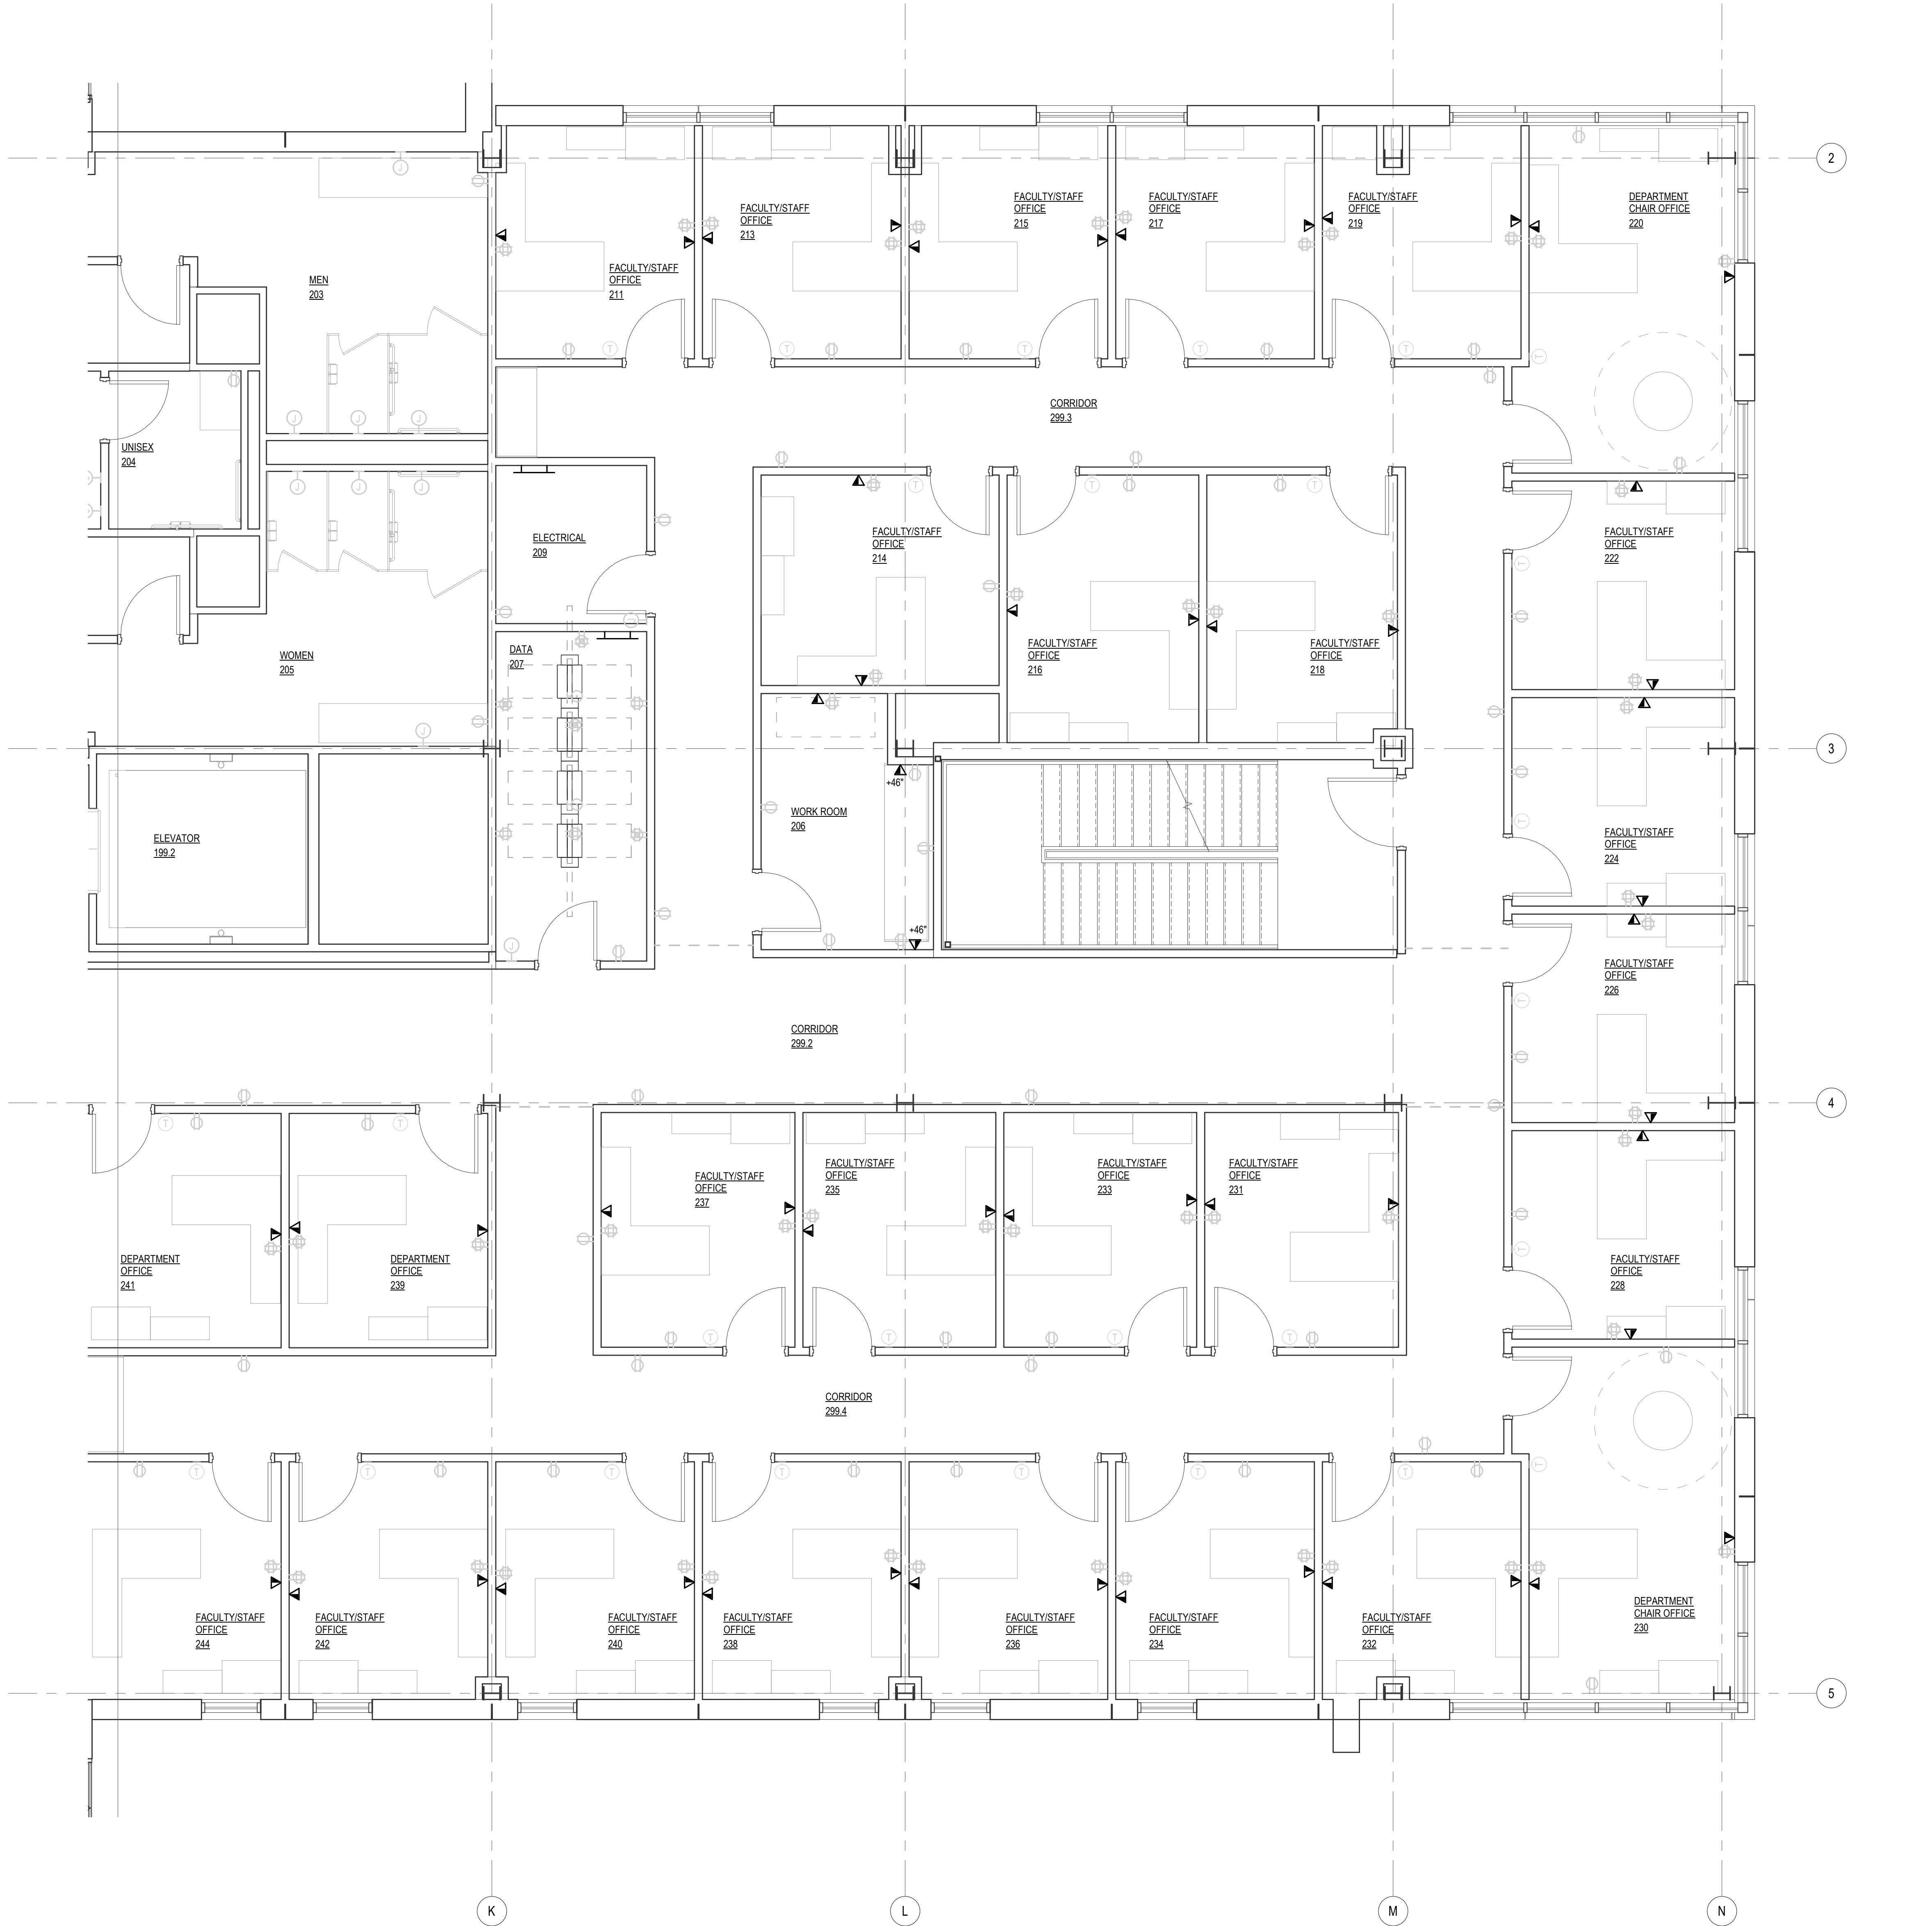 2
FACULTY/STAFF
OFFICE
211
FACULTY/STAFF
OFFICE
213
FACULTY/STAFF
OFFICE
215
FACULTY/STAFF
OFFICE
217
FACULTY/STAFF
OFFICE
219
DEPARTMENT
CHAIR OFFICE
220
J
MEN
203
T
T
T
T
T
T
J
J
J
CORRIDOR
299.3
UNISEX
204
J
J
J
T
T
T
ELECTRICAL
209
FACULTY/STAFF
OFFICE
214
FACULTY/STAFF
OFFICE
222
T
J
WOMEN
205
DATA
207
FACULTY/STAFF
OFFICE
216
FACULTY/STAFF
OFFICE
218
J
3
+46"
WORK ROOM
206
ELEVATOR
199.2
T
FACULTY/STAFF
OFFICE
224
+46"
J
FACULTY/STAFF
OFFICE
226
T
CORRIDOR
299.2
4
T
T
FACULTY/STAFF
OFFICE
237
FACULTY/STAFF
OFFICE
235
FACULTY/STAFF
OFFICE
233
FACULTY/STAFF
OFFICE
231
DEPARTMENT
OFFICE
241
DEPARTMENT
OFFICE
239
T
FACULTY/STAFF
OFFICE
228
T
T
T
T
CORRIDOR
299.4
T
T
T
T
T
T
T
T
FACULTY/STAFF
OFFICE
244
FACULTY/STAFF
OFFICE
242
FACULTY/STAFF
OFFICE
240
FACULTY/STAFF
OFFICE
238
FACULTY/STAFF
OFFICE
236
FACULTY/STAFF
OFFICE
234
FACULTY/STAFF
OFFICE
232
DEPARTMENT
CHAIR OFFICE
230
5
K
L
M
N